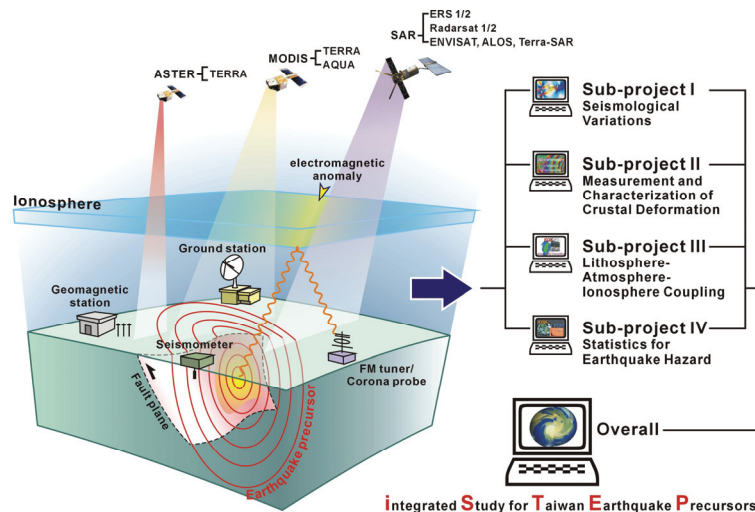 ERS 1/2
Radarsat 1/2
SAR
ENVISAT, ALOS, Terra-SAR
MODIS
TERRA
AQUA
ASTER
TERRA
electromagnetic
anomaly
Ionosphere
Ground station
Geomagnetic
station
Seismometer
FM tuner/
Corona probe
Fault plane
Earthquake precursor
Sub-project I
Seismological
Variations
Sub-project II
Measurement and
Characterization of
Crustal Deformation
Sub-project III
Lithosphere-
Atmosphere-
Ionosphere Coupling
Sub-project IV
Statistics for
Earthquake Hazard
Overall
integrated Study for Taiwan Earthquake Precursors